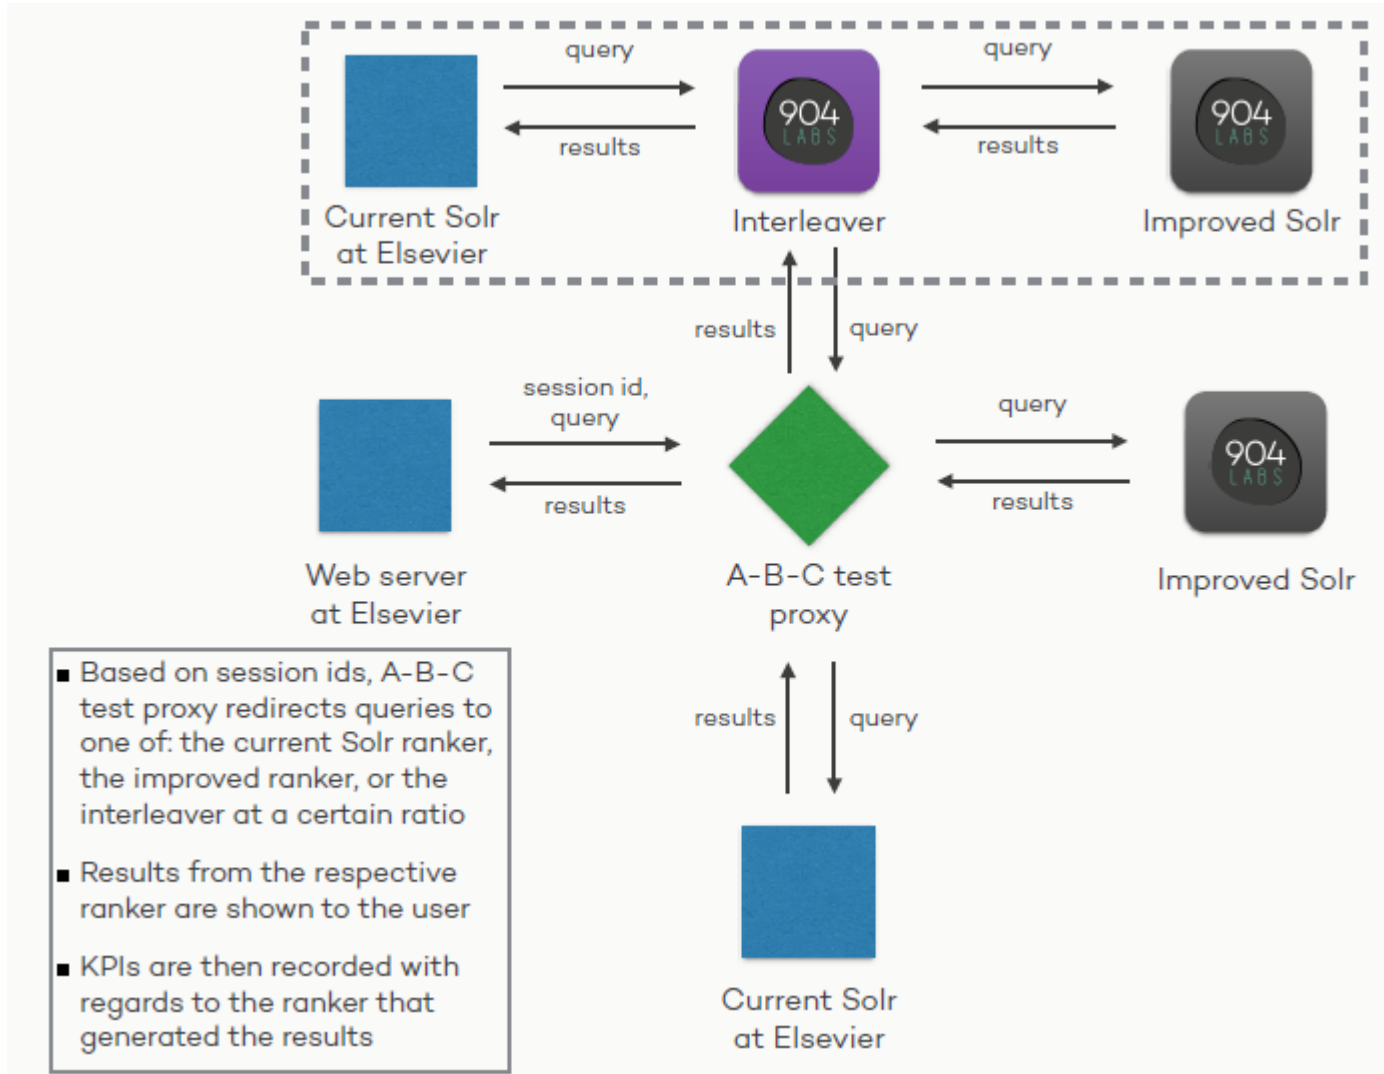 query
query
904
LABS
904
LABS
results
results
Current Solr
at Elsevier
Interleaver
Improved Solr
results
query
session id,
query
query
904
LABS
results
results
Web server
at Elsevier
A-B-C test
proxy
Improved Solr
▪ Based on session ids, A-B-C
test proxy redirects queries to
one of: the current Solr ranker,
the improved ranker, or the
interleaver at a certain ratio
▪ Results from the respective
ranker are shown to the user
▪ KPIs are then recorded with
regards to the ranker that
generated the results
results
query
Current Solr
at Elsevier